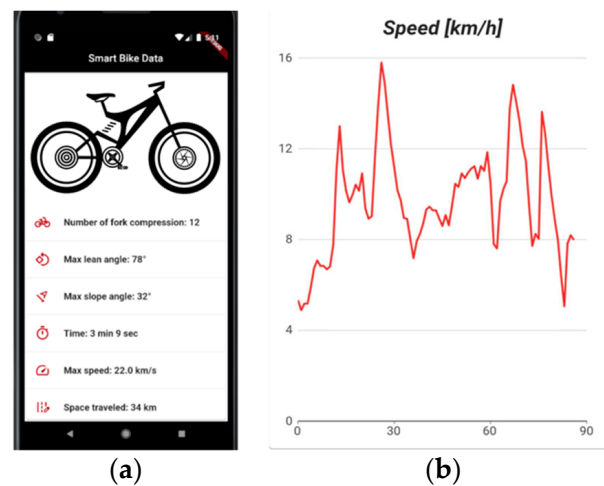 5:11
Smart Bike Data
Number of fork compression: 12
Max lean angle: 78°
Max slope angle: 32°
Time: 3 min 9 sec
Max speed: 22.0 km/s
Space traveled: 34 km
(a)
Speed [km/h]
16
12
8
4
0
0
30
60
90
(b)